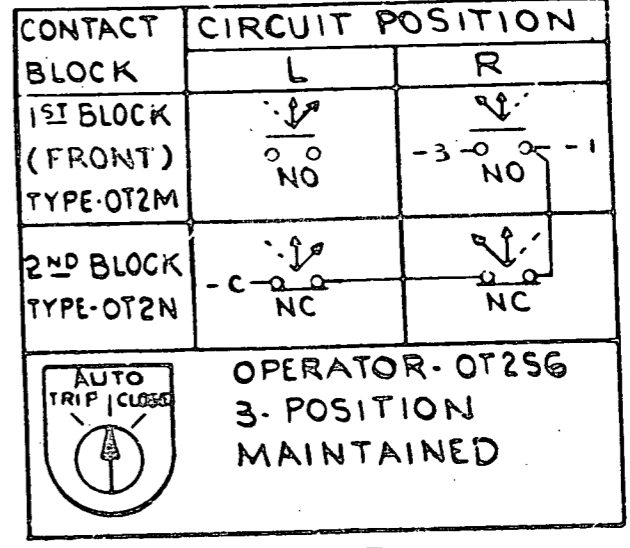 CONTACT BLOCK
CIRCUIT POSITION
L
R
1ST BLOCK
(FRONT)
TYPE-OT2M
NO
-3
-1
NO
2ND BLOCK
TYPE-OT2N
-C
NC
NC
AUTO
TRIP | CLOSE
OPERATOR- OT2S6
3- POSITION
MAINTAINED